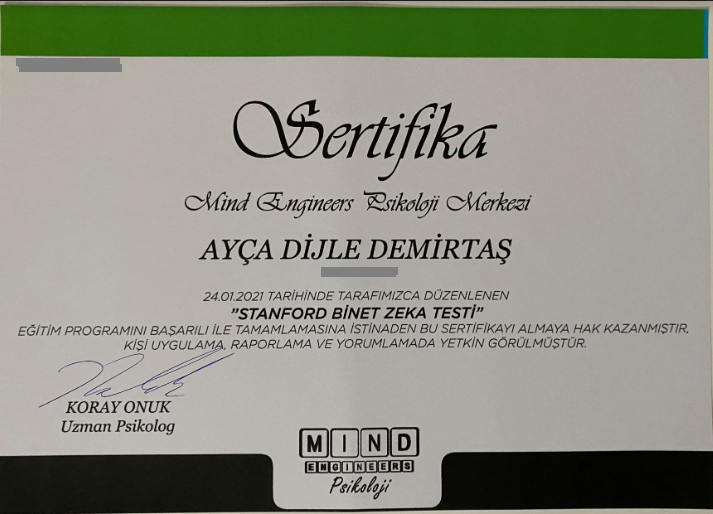 Sertifika
Mind Engineers Psikoloji Merkezi
AYÇA DİJLE DEMİRTAŞ
24.01.2021 TARİHİNDE TARAFIMIZCA DÜZENLENEN
"STANFORD BİNET ZEKA TESTİ"
EĞİTİM PROGRAMINI BAŞARILI İLE TAMAMLAMASINA İSTİNADEN BU SERTİFİKAYI ALMAYA HAK KAZANMIŞTIR,
KİŞİ UYGULAMA, RAPORLAMA VE YORUMLAMADA YETKİN GÖRÜLMÜŞTÜR.
KORAY ONUK
Uzman Psikolog
MIND
ENGINEERS
Psikoloji